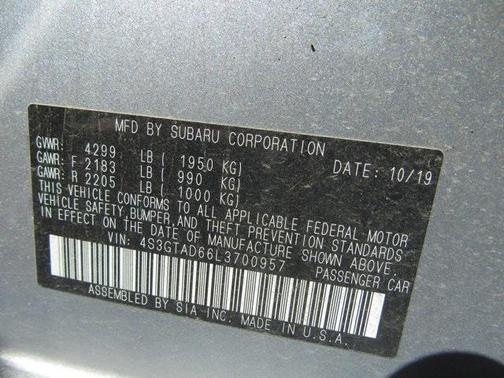 MFD BY SUBARU CORPORATION
GVWR: 4299 LB ( 1950 KG) DATE: 10/19
GAWR: F 2183 LB ( 990 KG)
GAWR: R 2205 LB ( 1000 KG)
THIS VEHICLE CONFORMS TO ALL APPLICABLE FEDERAL MOTOR
VEHICLE SAFETY, BUMPER, AND THEFT PREVENTION STANDARDS
IN EFFECT ON THE DATE OF MANUFACTURE SHOWN ABOVE.
VIN: 4S3GTAD66L3700957 PASSENGER CAR
ASSEMBLED BY SIA INC. MADE IN U.S.A.